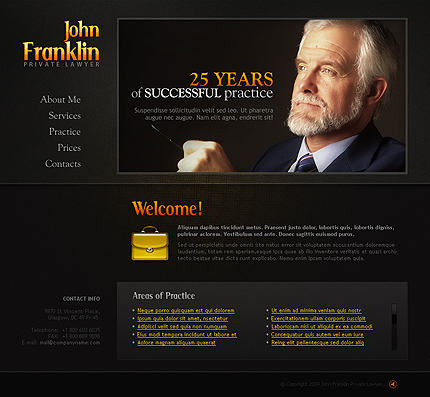 John
Franklin
PRIVATE LAWYER
About Me
Services
Practice
Prices
Contacts
25 YEARS
of SUCCESSFUL practice
Suspendisse sollicitudin velit sed leo. Ut pharetra
augue nec augue. Nam elit agna, endrerit sit!
Welcome!
Aliquam dapibus tincidunt metus. Praesent justo dolor, lobortis quis, lobortis digniss,
pulvinar aclorem. Vestibulum sed ante. Donec sagittis euismod purus.
Sed ut perspiciatis unde omnis iste natus error sit voluptatem accusantium doloremque
laudantium, totam rem aperiam, eaque ipsa quae ab illo inventore veritatis et quasi archi-
tecto beatae vitae dicta sunt explicabo. Nemo enim ipsam voluptatem quia.
Areas of Practice
Neque porro quisquam est qui dolorem
Ipsum quia dolor sit amet, nsectetur
Adipisci velit sed quia non numquam
Eius modi tempora incidunt ut labore et
Aolore magnam aliquam quaerat
Ut enim ad minima veniam quis nostr
Exercitationem ullam corporis suscipit
Laboriosam nisi ut aliquid ex ea commodi
Consequatur quis autem vel eum iure
Reing elit pellentesque sed dolor aliq
CONTACT INFO
9870 St Vincent Place,
Glasgow, DC 45 Fr 45.
Telephone: +1 800 603 6035
FAX: +1 800 889 9898
E-mail: mail@companyname.com
© Copyright 2009 John Franklin Private Lawyer